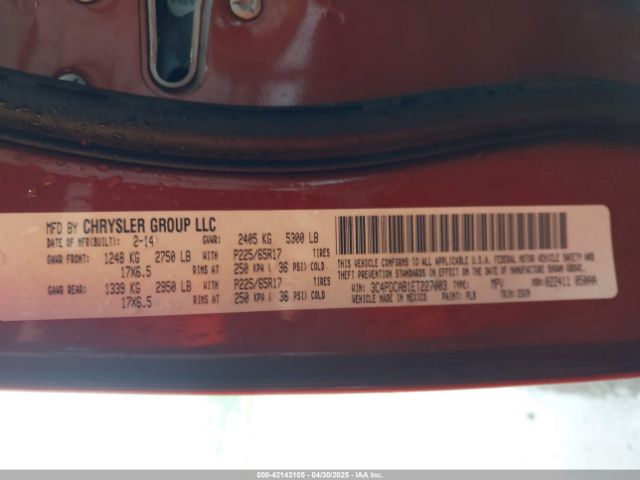 MFD BY CHRYSLER GROUP LLC
DATE OF MFR(BUILT): 2-14 GVWR: 2405 KG 5300 LB
GAWR FRONT: 1248 KG 2750 LB P225/65R17 TIRES
17X6.5 RIMS AT 250 KPA ( 36 PSI) COLD
GAWR REAR: 1339 KG 2950 LB P225/65R17 TIRES
17X6.5 RIMS AT 250 KPA ( 36 PSI) COLD
THIS VEHICLE CONFORMS TO ALL APPLICABLE U.S.A. FEDERAL MOTOR VEHICLE SAFETY AND
THEFT PREVENTION STANDARDS IN EFFECT ON THE DATE OF MANUFACTURE SHOWN ABOVE.
VIN: 3C4PDCAB1ET227003 TYPE: MPV MDH: 022411 050AA
VEHICLE MADE IN MEXICO PAINT: PLB TRIM:
000-42143105 - 04/30/2025 - IAA Inc.